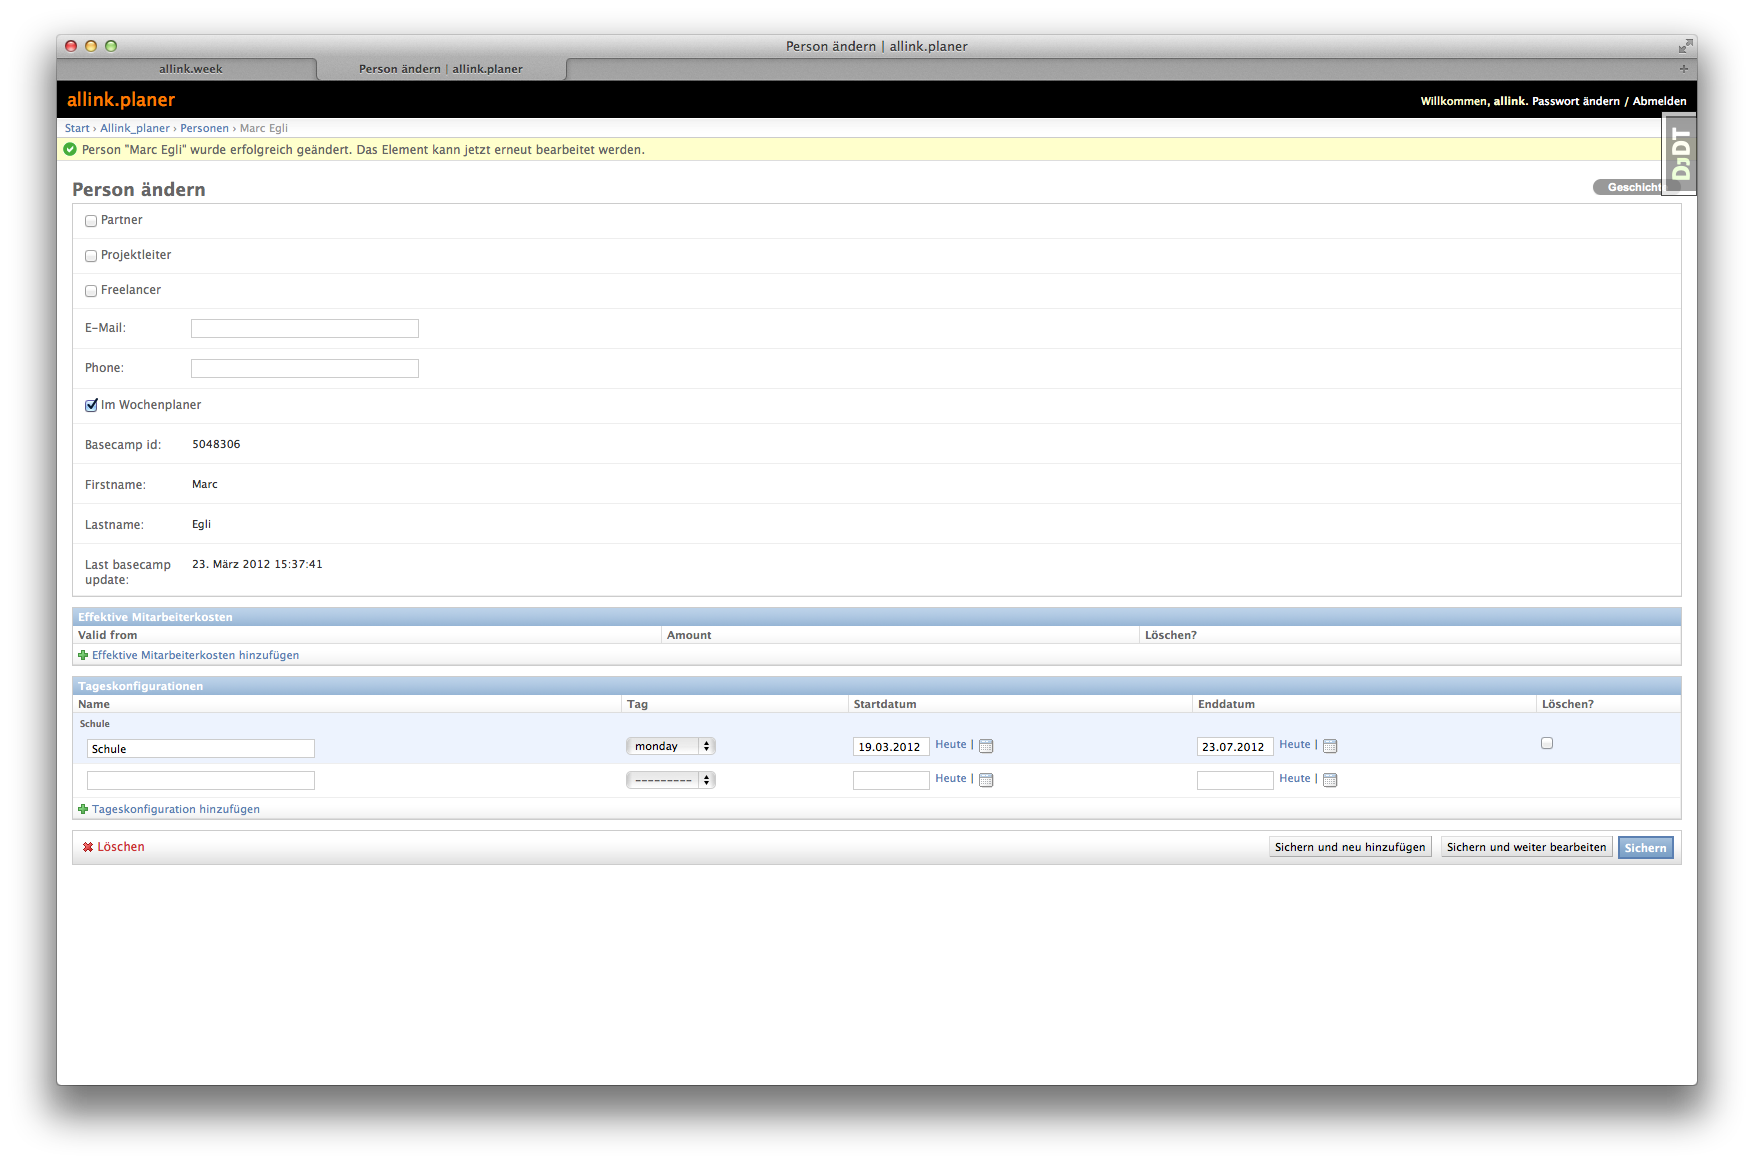 Person ändern | allink.planer
allink.week
Person ändern | allink.planer
allink.planer
Willkommen, allink. Passwort ändern / Abmelden
Start › Allink_planer › Personen › Marc Egli
Person "Marc Egli" wurde erfolgreich geändert. Das Element kann jetzt erneut bearbeitet werden.
DJDT
Person ändern
Geschicht
Partner
Projektleiter
Freelancer
E-Mail:
Phone:
Im Wochenplaner
Basecamp id: 5048306
Firstname: Marc
Lastname: Egli
Last basecamp update: 23. März 2012 15:37:41
Effektive Mitarbeiterkosten
Valid from Amount Löschen?
Effektive Mitarbeiterkosten hinzufügen
Tageskonfigurationen
Name Tag Startdatum Enddatum Löschen?
Schule
Schule monday 19.03.2012 Heute | 23.07.2012 Heute |
--------- Heute | Heute |
Tageskonfiguration hinzufügen
Löschen Sichern und neu hinzufügen Sichern und weiter bearbeiten Sichern